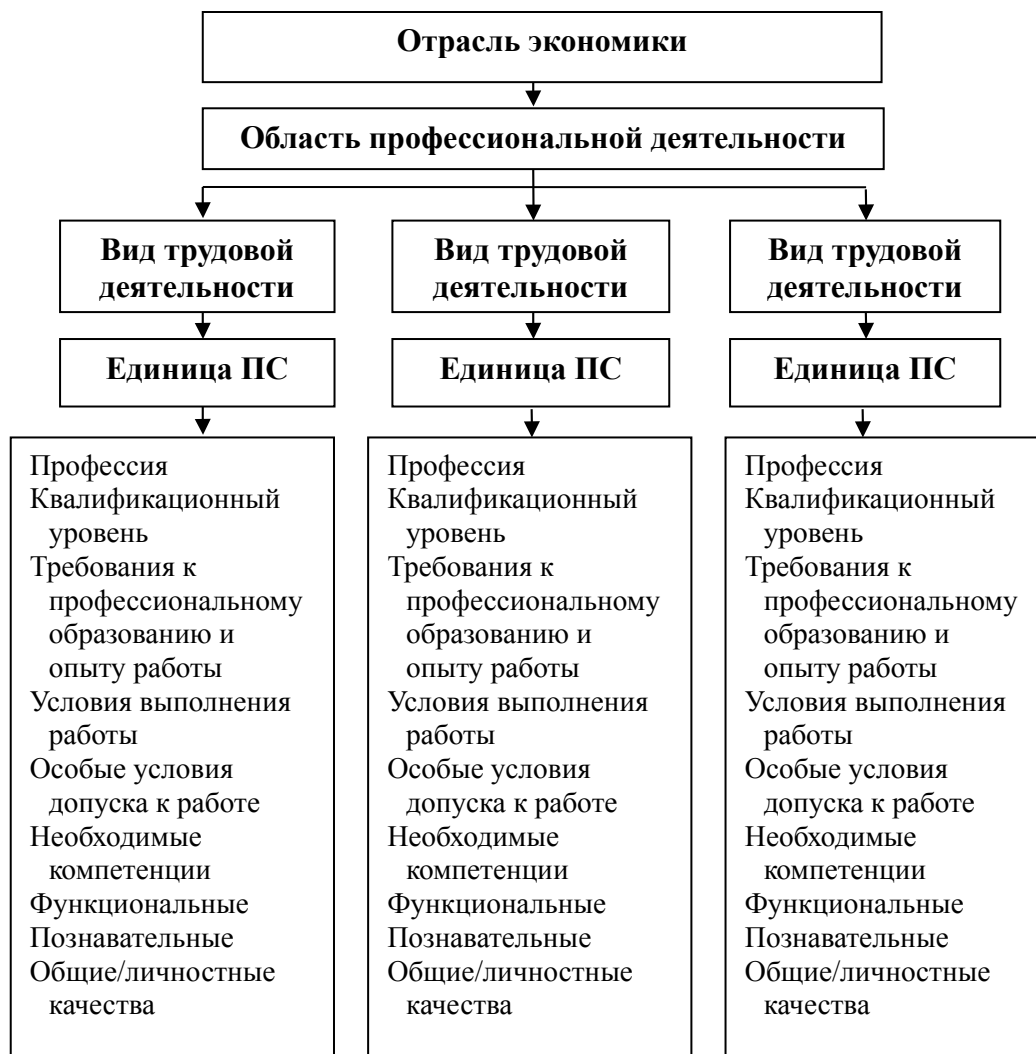 Отрасль экономики
Область профессиональной деятельности
Вид трудовой
деятельности
Вид трудовой
деятельности
Вид трудовой
деятельности
Единица ПС
Единица ПС
Единица ПС
Профессия
Квалификационный
уровень
Требования к
профессиональному
образованию и
опыту работы
Условия выполнения
работы
Особые условия
допуска к работе
Необходимые
компетенции
Функциональные
Познавательные
Общие/личностные
качества
Профессия
Квалификационный
уровень
Требования к
профессиональному
образованию и
опыту работы
Условия выполнения
работы
Особые условия
допуска к работе
Необходимые
компетенции
Функциональные
Познавательные
Общие/личностные
качества
Профессия
Квалификационный
уровень
Требования к
профессиональному
образованию и
опыту работы
Условия выполнения
работы
Особые условия
допуска к работе
Необходимые
компетенции
Функциональные
Познавательные
Общие/личностные
качества